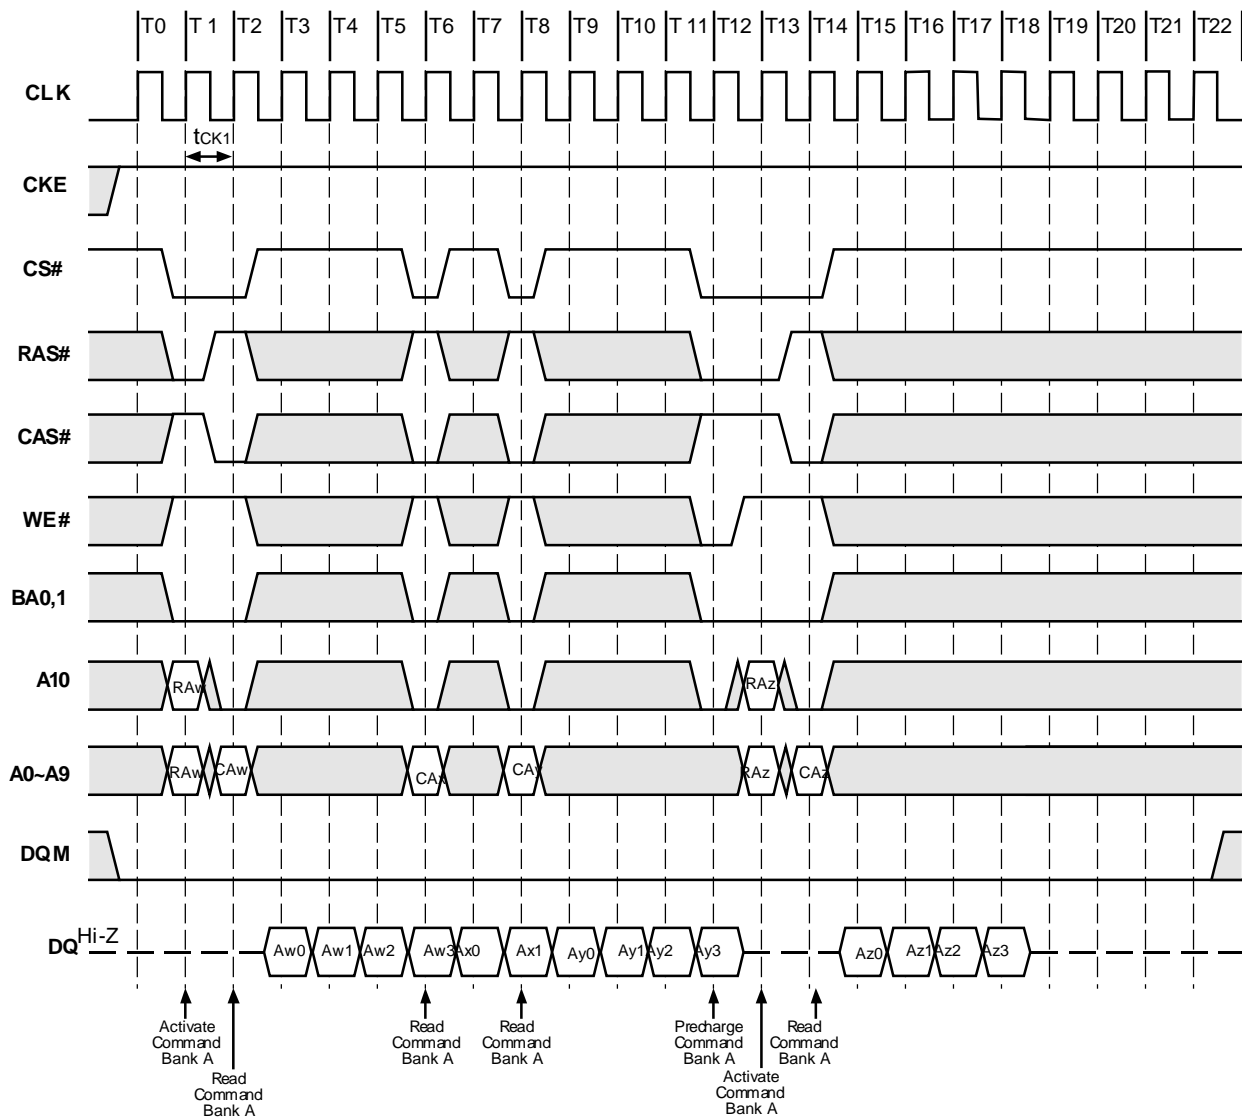 T0 T 1 T2 T3 T4 T5 T6 T7 T8 T9 T10 T 11 T12 T13 T14 T15 T16 T17 T18 T19 T20 T21 T22
CLK
tCK1
CKE
CS#
RAS#
CAS#
WE#
BA0,1
A10 RAw RAz
A0~A9 RAw CAw CAx CAy RAz CAz
DQM
DQ Hi-Z Aw0 Aw1 Aw2 Aw3 Ax0 Ax1 Ay0 Ay1 Ay2 Ay3 Az0 Az1 Az2 Az3
Activate
Command
Bank A
Read
Command
Bank A
Read
Command
Bank A
Read
Command
Bank A
Precharge
Command
Bank A
Activate
Command
Bank A
Read
Command
Bank A